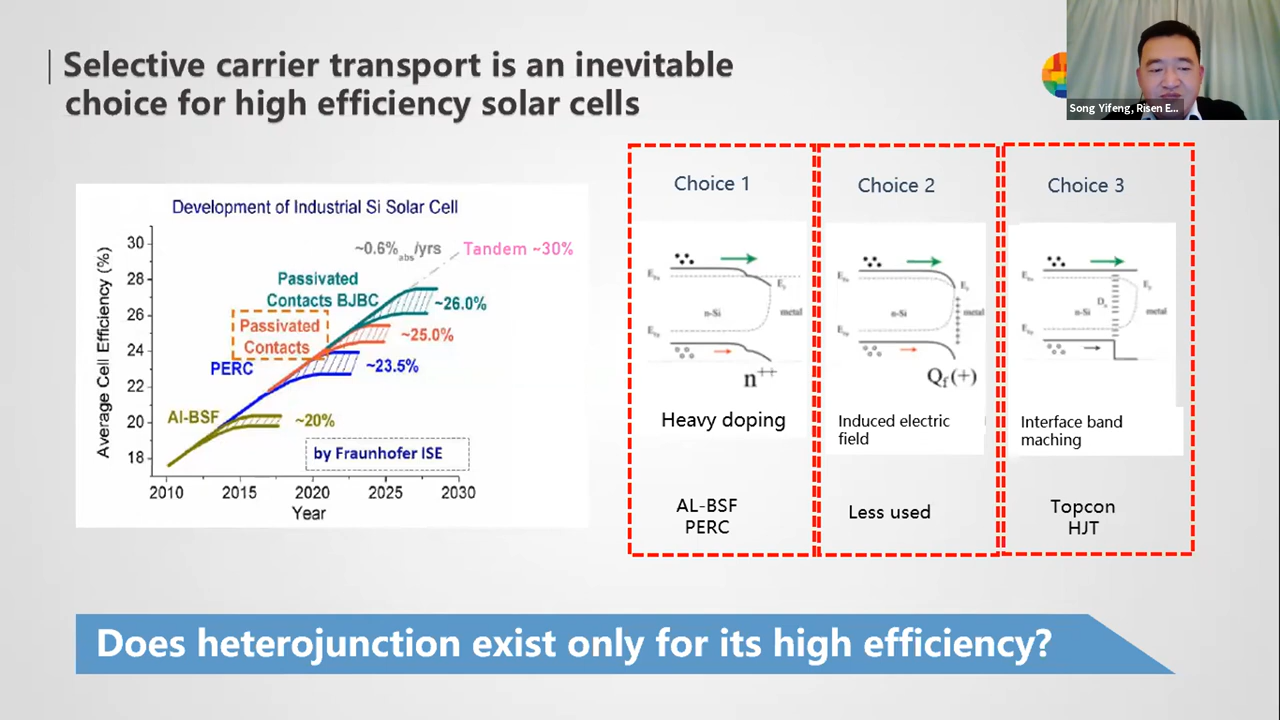 Selective carrier transport is an inevitable
choice for high efficiency solar cells
Song Yifeng, Risen E...
Development of Industrial Si Solar Cell
Average Cell Efficiency (%)
30
28
26
24
22
20
18
2010
2015
2020
2025
2030
Year
~0.6%abs/yrs
Tandem ~30%
Passivated
Contacts BJBC
~26.0%
Passivated
Contacts
~25.0%
PERC
~23.5%
Al-BSF
~20%
by Fraunhofer ISE
Choice 1
n-Si
metal
n++
Heavy doping
AL-BSF
PERC
Choice 2
n-Si
metal
Qf(+)
Induced electric
field
Less used
Choice 3
n-Si
metal
Interface band
maching
Topcon
HJT
Does heterojunction exist only for its high efficiency?